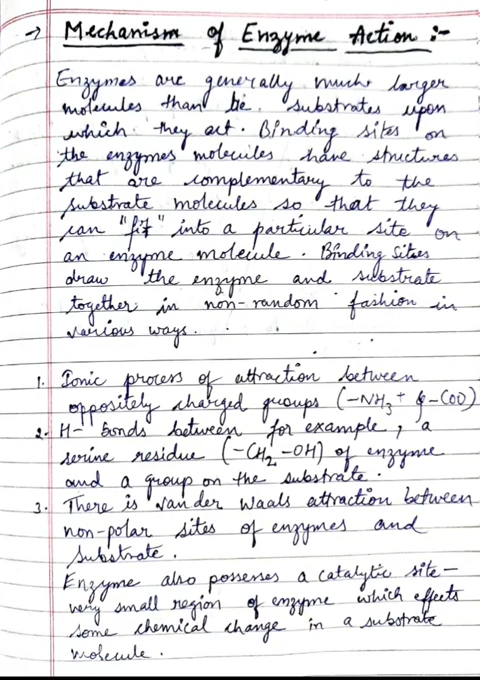 → Mechanism of Enzyme Action :-
Enzymes are generally much larger
molecules than the substrates upon
which they act. Binding sites on
the enzymes molecules have structures
that are complementary to the
substrate molecules so that they
can "fit" into a particular site on
an enzyme molecule. Binding Sites
draw the enzyme and substrate
together in non-random fashion in
various ways.
1. Ionic process of attraction between
oppositely charged groups (-NH3+ & -COO)
2. H- bonds between for example, a
serine residue (-CH2-OH) of enzyme
and a group on the substrate.
3. There is vander waals attraction between
non-polar sites of enzymes and
substrate.
Enzyme also possesses a catalytic site-
very small region of enzyme which effects
some chemical change in a substrate
molecule.